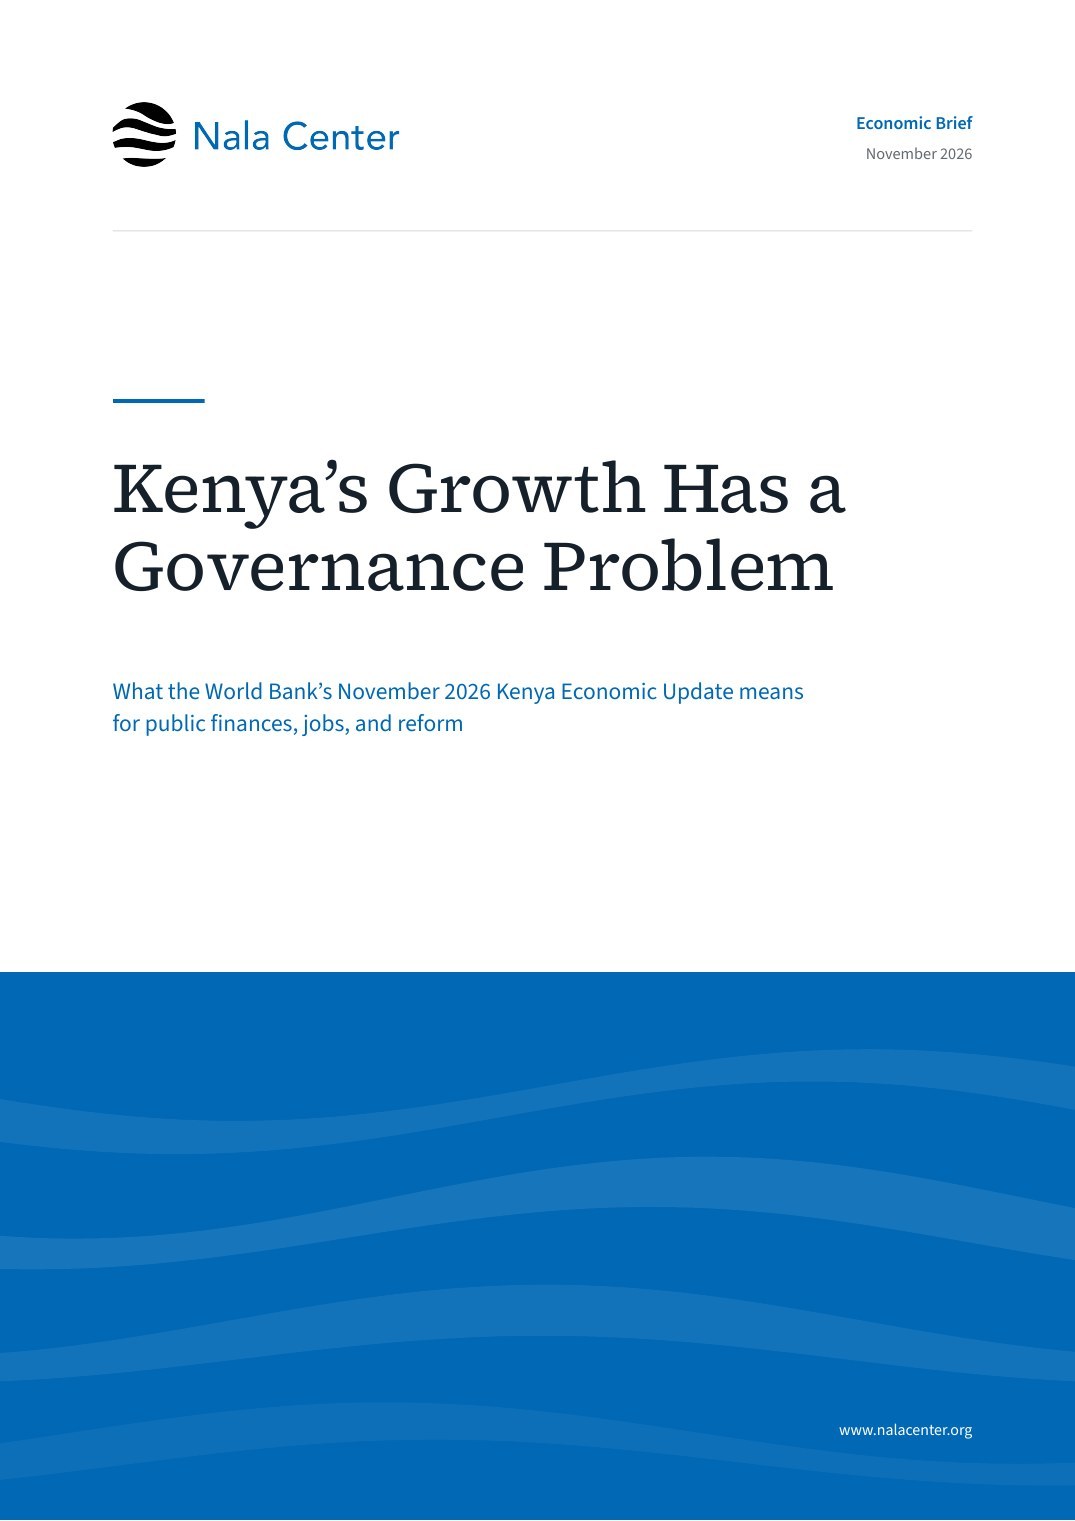 Nala Center
Economic Brief
November 2026
Kenya’s Growth Has a
Governance Problem
What the World Bank’s November 2026 Kenya Economic Update means
for public finances, jobs, and reform
www.nalacenter.org